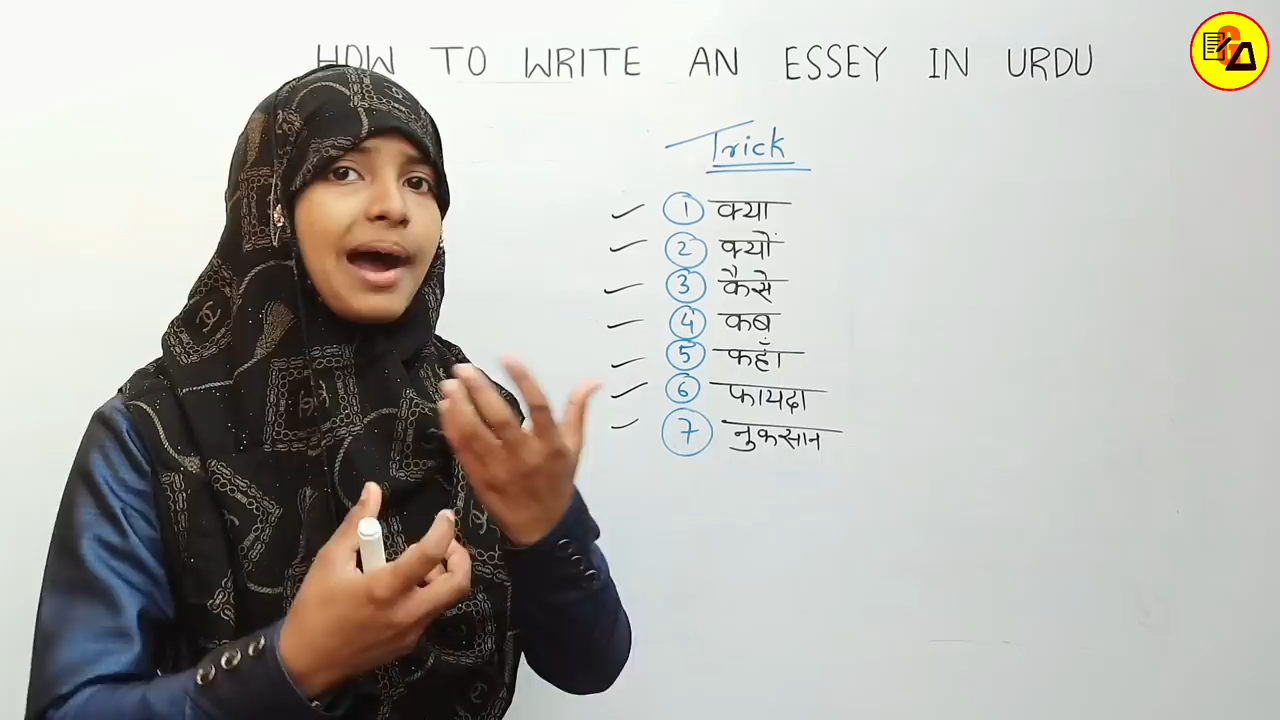 HOW TO WRITE AN ESSEY IN URDU
Trick
1 क्या
2 क्यों
3 कैसे
4 कब
5 कहाँ
6 फायदा
7 नुकसान